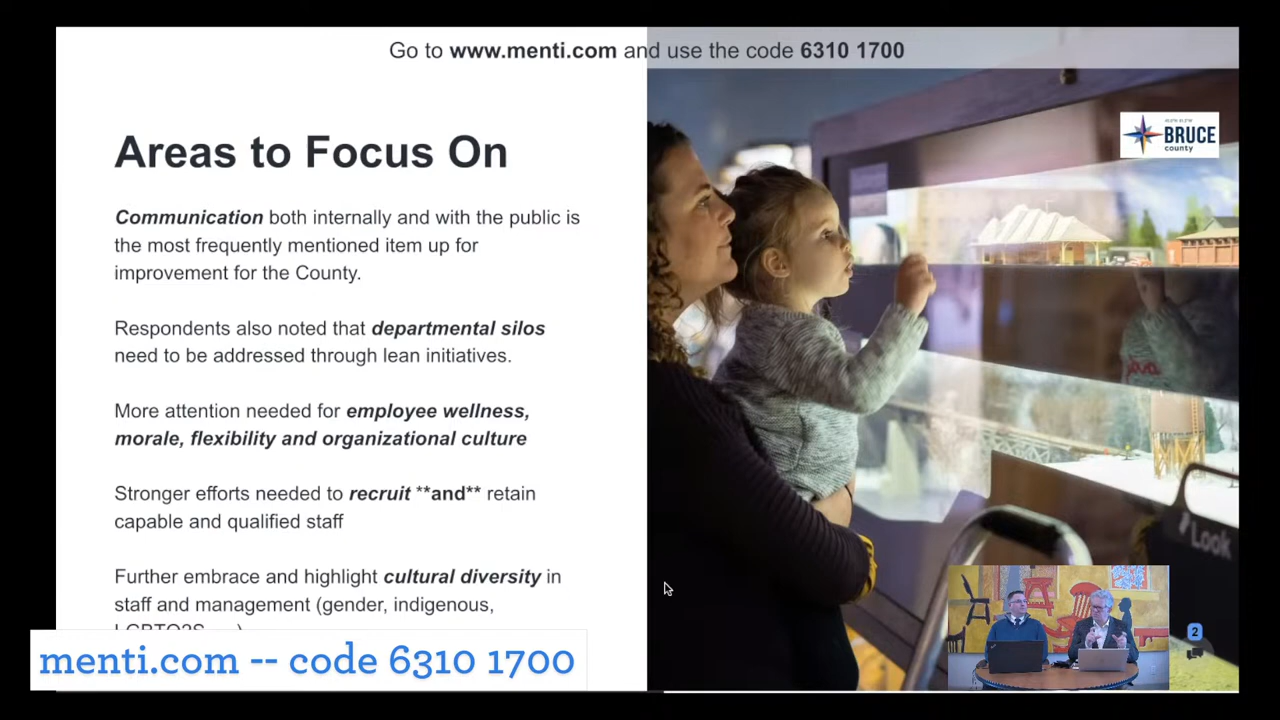 Go to www.menti.com and use the code 6310 1700
BRUCE
county
Areas to Focus On
Communication both internally and with the public is
the most frequently mentioned item up for
improvement for the County.
Respondents also noted that departmental silos
need to be addressed through lean initiatives.
More attention needed for employee wellness,
morale, flexibility and organizational culture
Stronger efforts needed to recruit **and** retain
capable and qualified staff
Look
Further embrace and highlight cultural diversity in
staff and management (gender, indigenous,
2
menti.com -- code 6310 1700